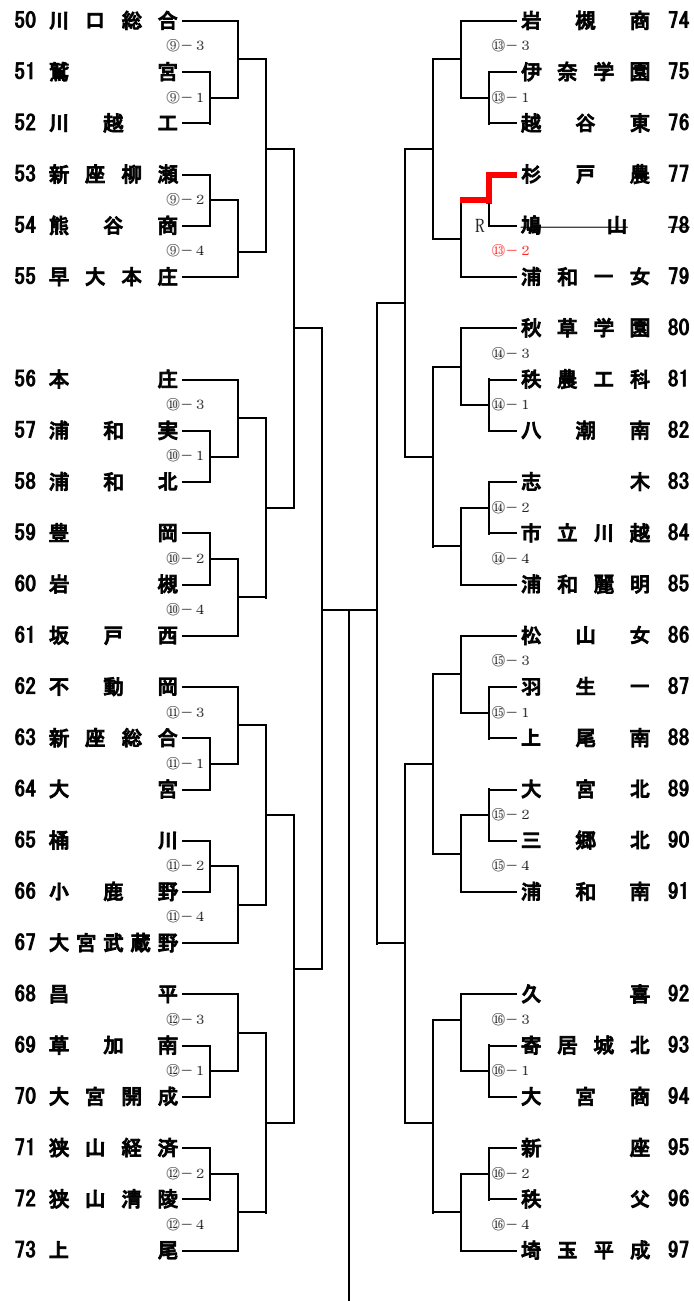 50 川口総合
⑨－3
51 鷲宮
⑨－1
52 川越工
53 新座柳瀬
⑨－2
54 熊谷商
⑨－4
55 早大本庄
56 本庄
⑩－3
57 浦和実
⑩－1
58 浦和北
59 豊岡
⑩－2
60 岩槻
⑩－4
61 坂戸西
62 不動岡
⑪－3
63 新座総合
⑪－1
64 大宮
65 桶川
⑪－2
66 小鹿野
⑪－4
67 大宮武蔵野
68 昌平
⑫－3
69 草加南
⑫－1
70 大宮開成
71 狭山経済
⑫－2
72 狭山清陵
⑫－4
73 上尾
岩槻商 74
⑬－3
伊奈学園 75
⑬－1
越谷東 76
杉戸農 77
R 鳩山 78
⑬－2
浦和一女 79
秋草学園 80
⑭－3
秩農工科 81
⑭－1
八潮南 82
志木 83
⑭－2
市立川越 84
⑭－4
浦和麗明 85
松山女 86
⑮－3
羽生一 87
⑮－1
上尾南 88
大宮北 89
⑮－2
三郷北 90
⑮－4
浦和南 91
久喜 92
⑯－3
寄居城北 93
⑯－1
大宮商 94
新座 95
⑯－2
秩父 96
⑯－4
埼玉平成 97